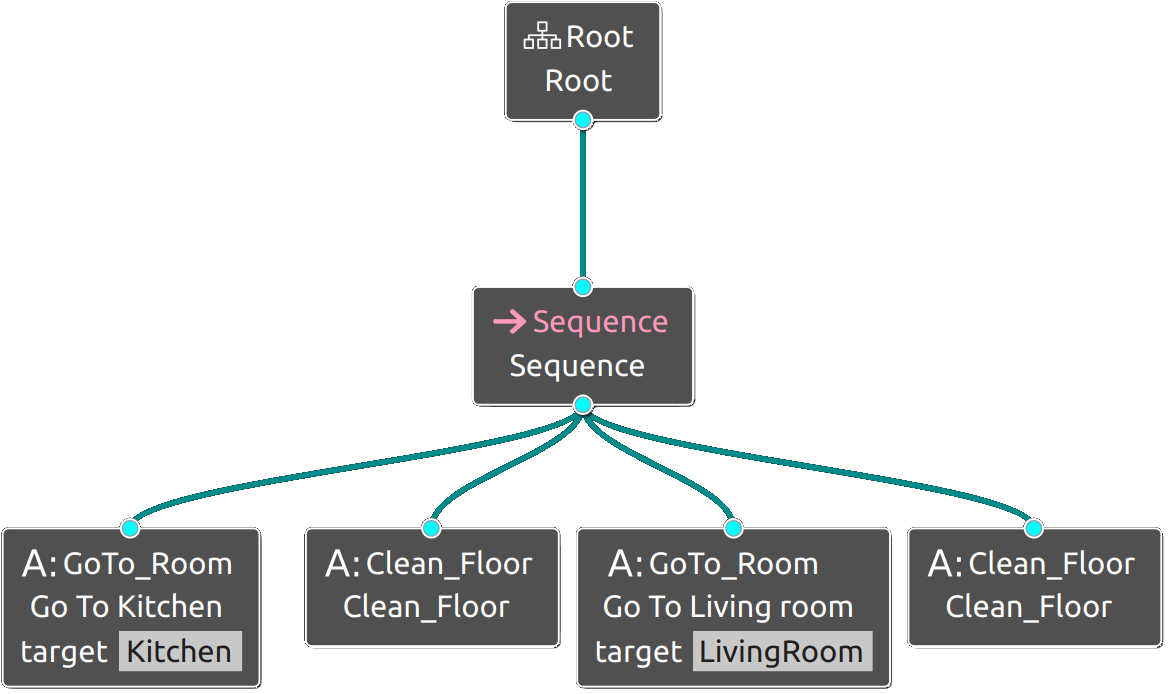 Root
Root
Sequence
Sequence
A: GoTo_Room
Go To Kitchen
target Kitchen
A: Clean_Floor
Clean_Floor
A: GoTo_Room
Go To Living room
target LivingRoom
A: Clean_Floor
Clean_Floor